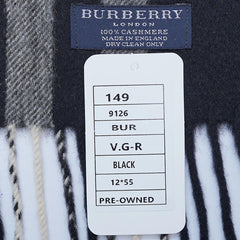 BURBERRY
LONDON
100% CASHMERE
MADE IN ENGLAND
DRY CLEAN ONLY
149
9126
BUR
V.G-R
BLACK
12*55
PRE-OWNED